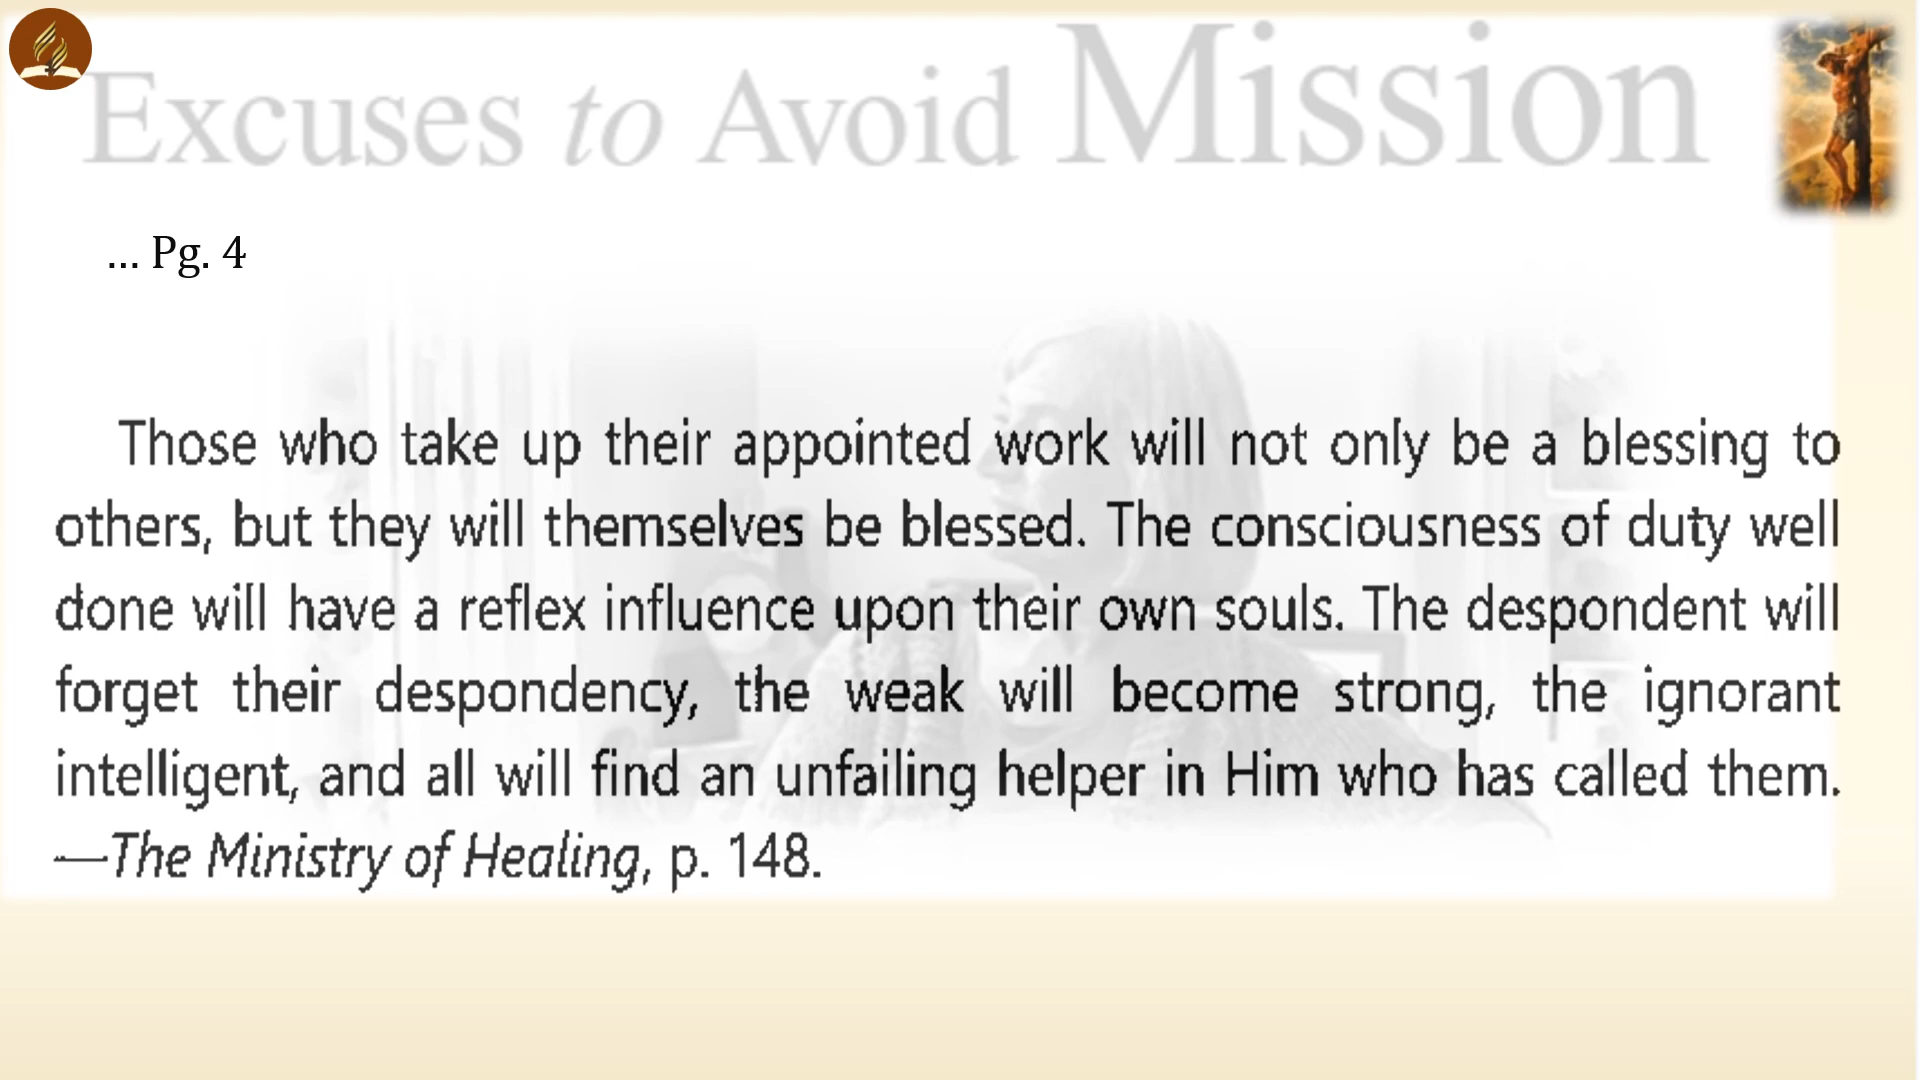 Excuses to Avoid Mission
... Pg. 4
Those who take up their appointed work will not only be a blessing to
others, but they will themselves be blessed. The consciousness of duty well
done will have a reflex influence upon their own souls. The despondent will
forget their despondency, the weak will become strong, the ignorant
intelligent, and all will find an unfailing helper in Him who has called them.
—The Ministry of Healing, p. 148.